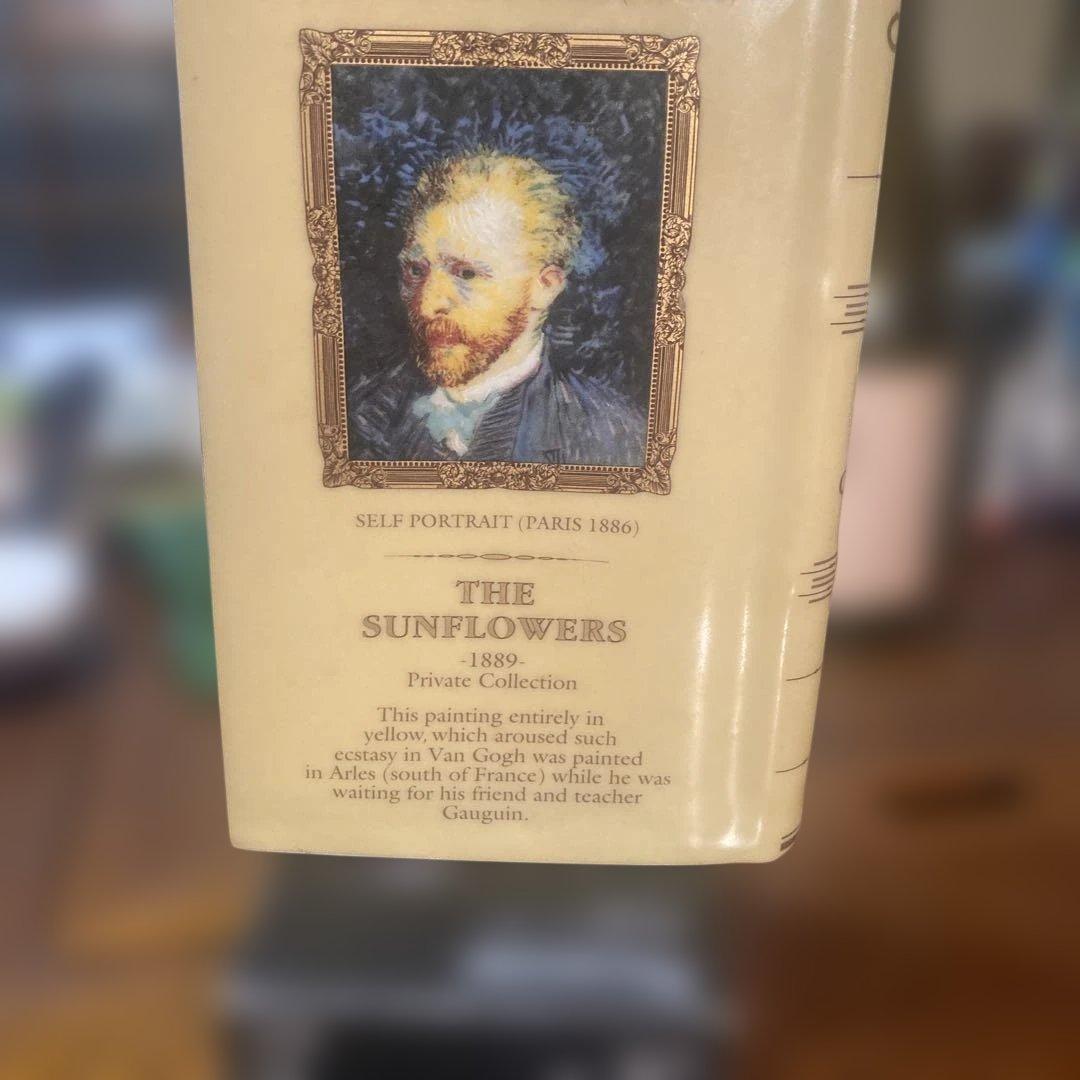 SELF PORTRAIT (PARIS 1886)
THE
SUNFLOWERS
-1889-
Private Collection
This painting entirely in
yellow, which aroused such
ecstasy in Van Gogh was painted
in Arles (south of France) while he was
waiting for his friend and teacher
Gauguin.